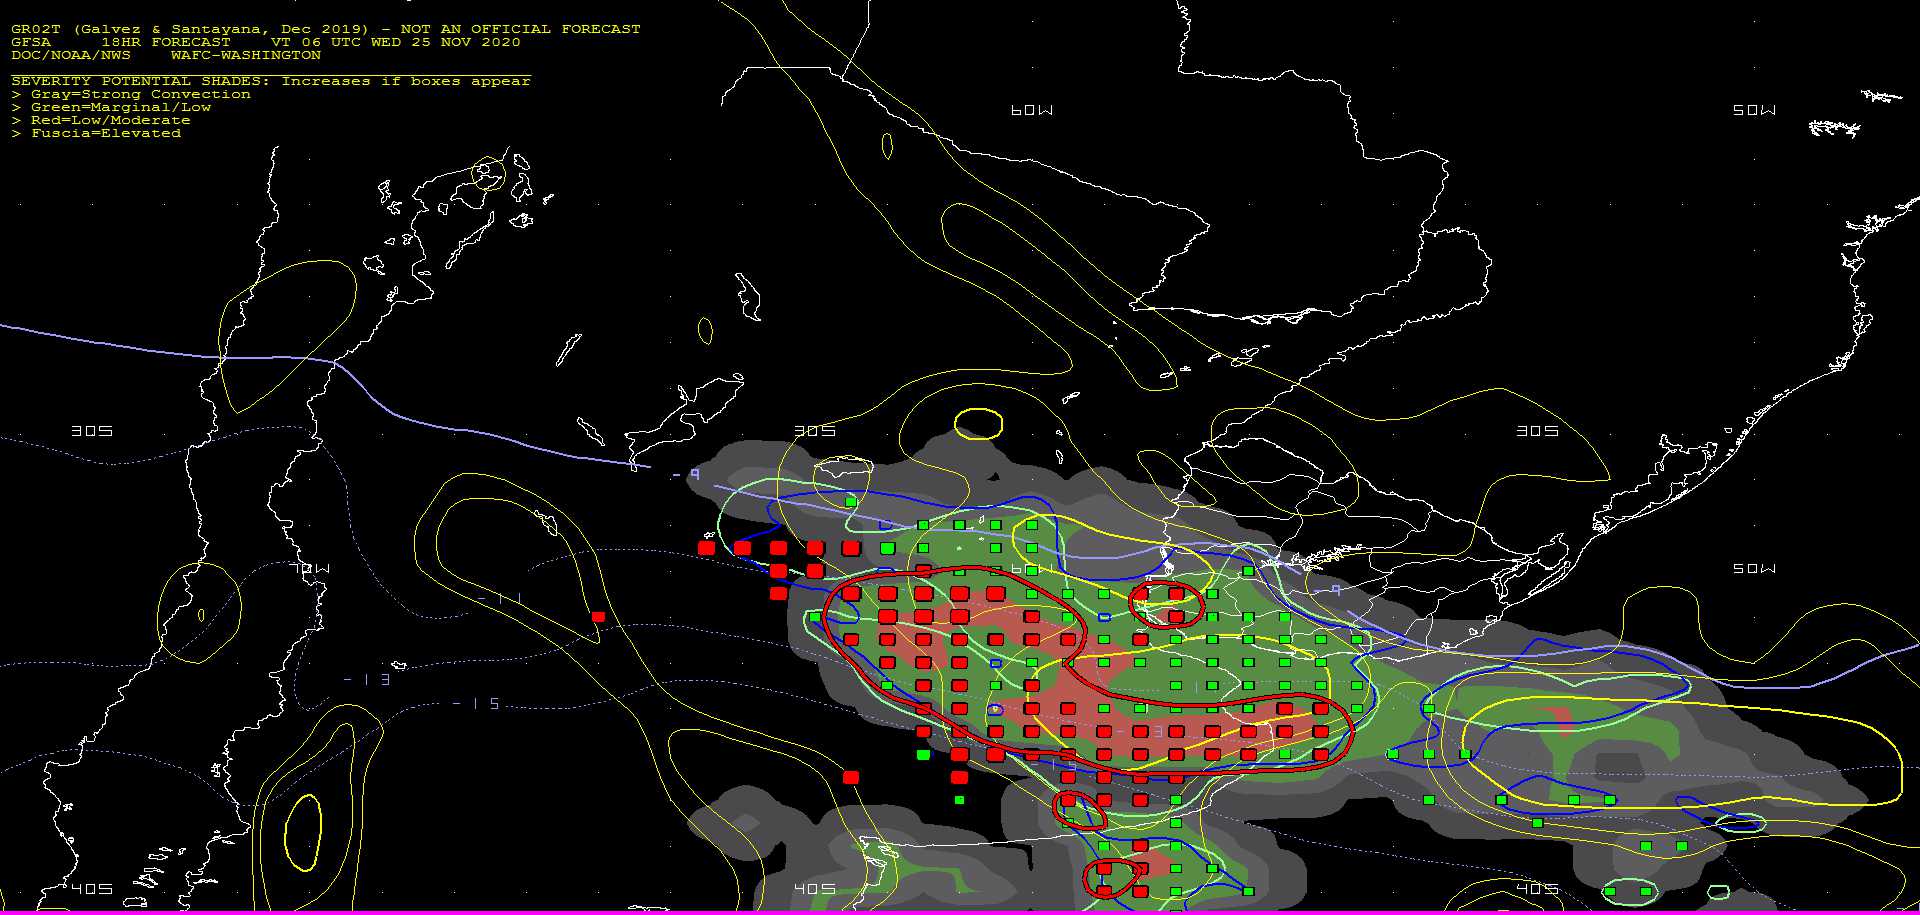 GR02T (Galvez & Santayana, Dec 2019) - NOT AN OFFICIAL FORECAST
GFSA 18HR FORECAST VT 06 UTC WED 25 NOV 2020
DOC/NOAA/NWS WAFC-WASHINGTON
SEVERITY POTENTIAL SHADES: Increases if boxes appear
> Gray=Strong Convection
> Green=Marginal/Low
> Red=Low/Moderate
> Fuscia=Elevated
60W
50W
30S
30S
30S
-9
70W
60W
50W
-9
-11
-13
-15
40S
40S
40S